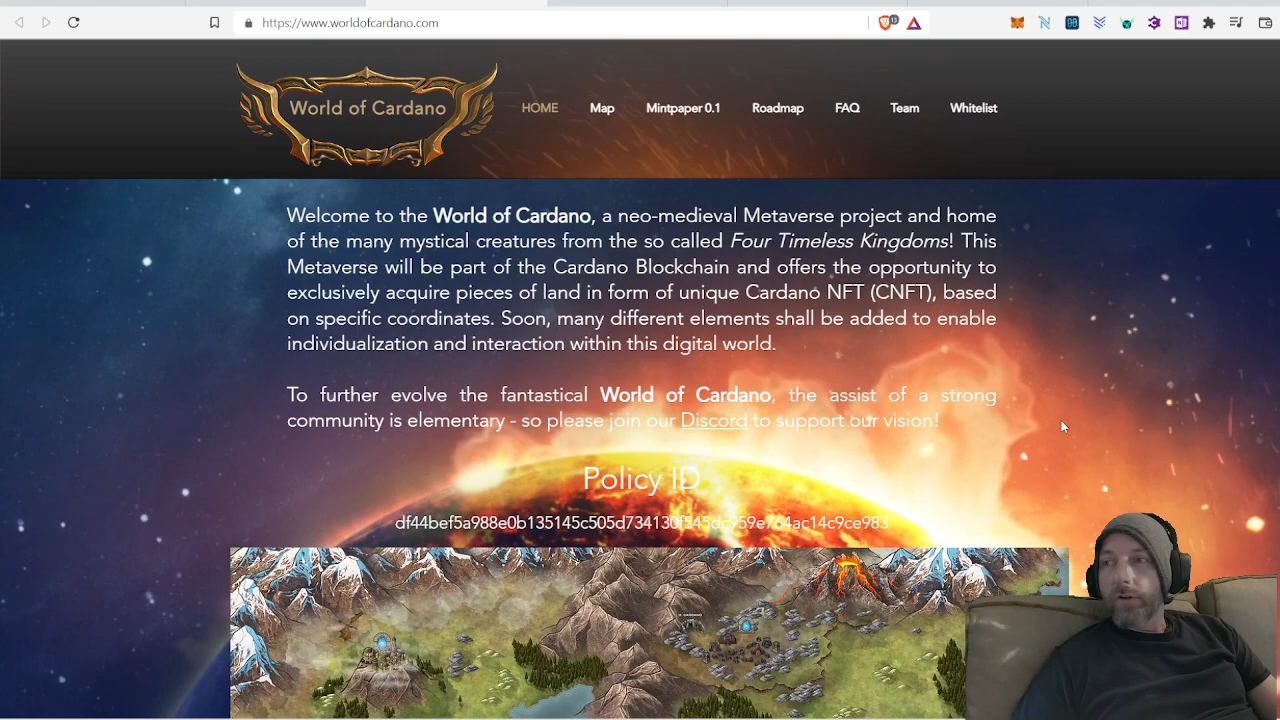 https://www.worldofcardano.com
13
World of Cardano
HOME
Map
Mintpaper 0.1
Roadmap
FAQ
Team
Whitelist
Welcome to the World of Cardano, a neo-medieval Metaverse project and home
of the many mystical creatures from the so called Four Timeless Kingdoms! This
Metaverse will be part of the Cardano Blockchain and offers the opportunity to
exclusively acquire pieces of land in form of unique Cardano NFT (CNFT), based
on specific coordinates. Soon, many different elements shall be added to enable
individualization and interaction within this digital world.
To further evolve the fantastical World of Cardano, the assist of a strong
community is elementary - so please join our Discord to support our vision!
Policy ID
df44bef5a988e0b135145c505d734130f545dc959e764ac14c9ce983